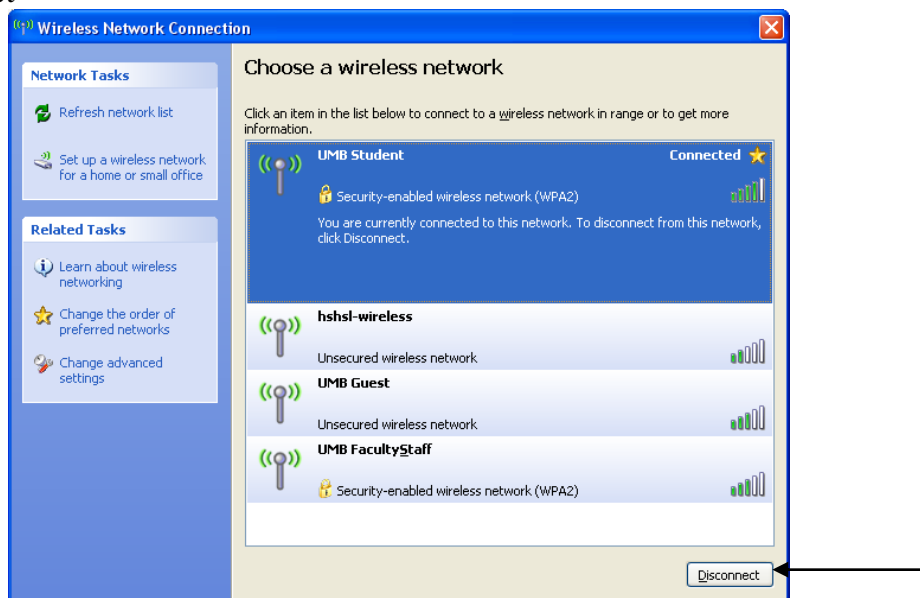 Wireless Network Connection
Choose a wireless network
Network Tasks
Refresh network list
Set up a wireless network
for a home or small office
Related Tasks
Learn about wireless
networking
Change the order of
preferred networks
Change advanced
settings
Click an item in the list below to connect to a wireless network in range or to get more
information.
UMB Student Connected
Security-enabled wireless network (WPA2)
You are currently connected to this network. To disconnect from this network,
click Disconnect.
hshsl-wireless
Unsecured wireless network
UMB Guest
Unsecured wireless network
UMB FacultyStaff
Security-enabled wireless network (WPA2)
Disconnect